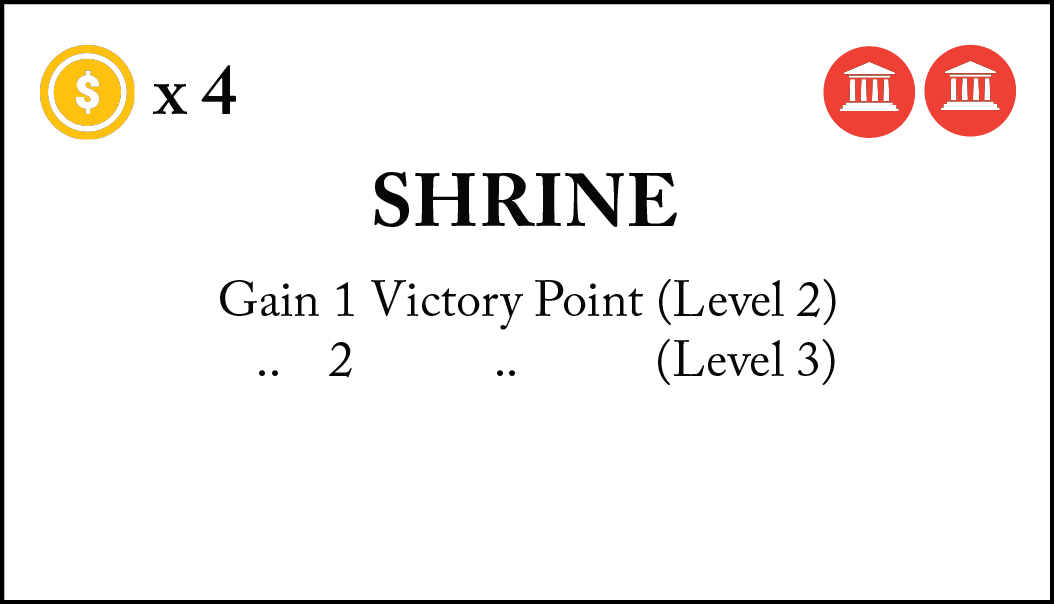 $ x 4
SHRINE
Gain 1 Victory Point (Level 2)
.. 2 .. (Level 3)